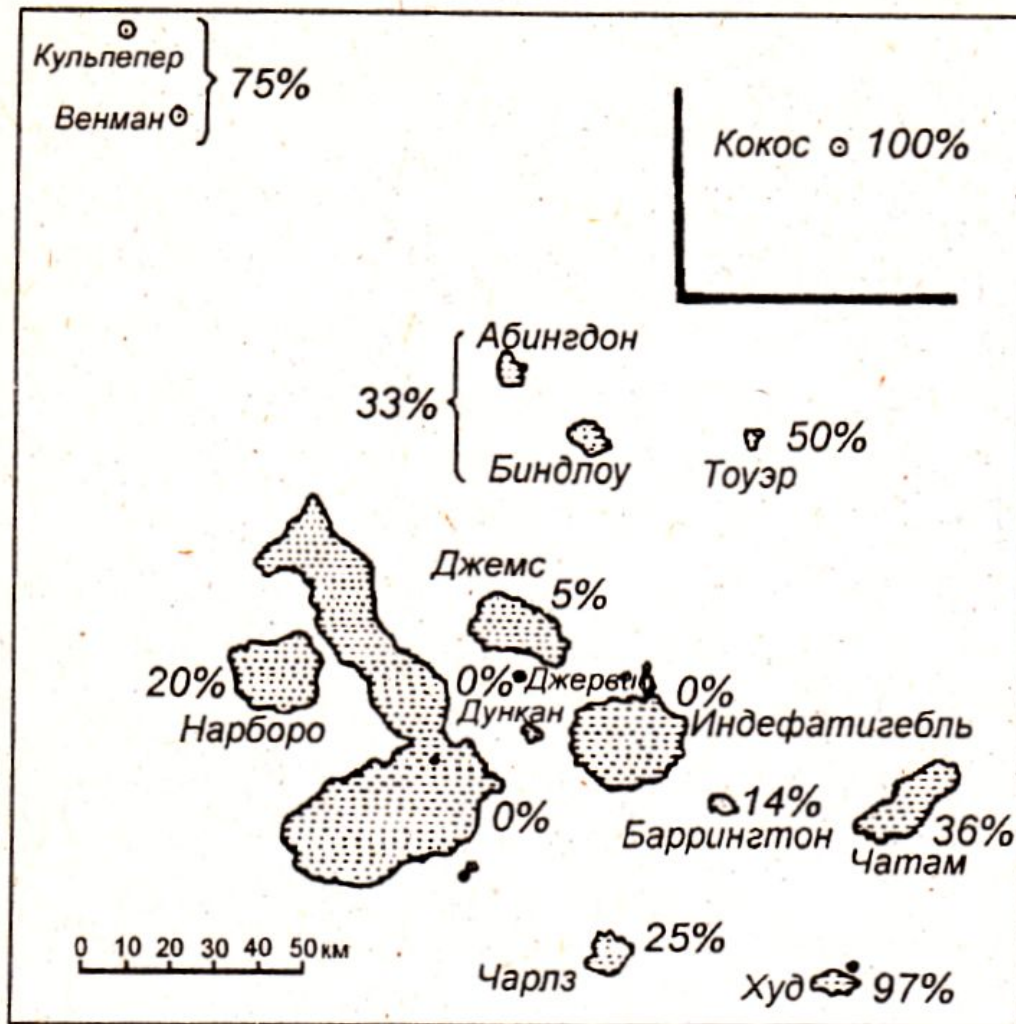 Кульпепер
75%
Венман
Кокос 100%
Абингдон
33%
Биндлоу
50%
Тоуэр
Джемс
5%
20%
Нарборо
0% Джервис
0%
Дункан
Индефатигебль
0%
14%
Баррингтон
36%
Чатам
0 10 20 30 40 50 км
25%
Чарлз
Худ 97%